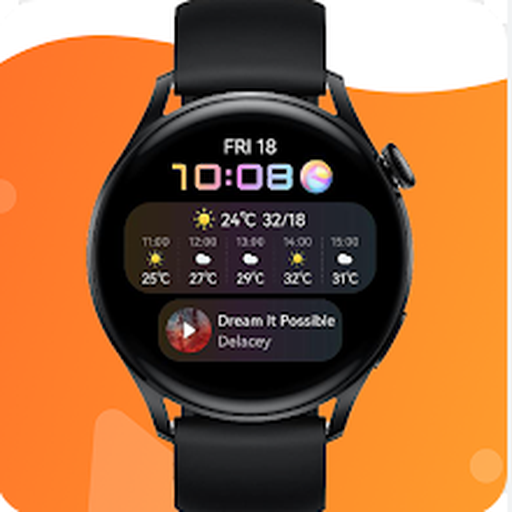 FRI 18
10:08
24℃ 32/18
11:00 12:00 13:00 14:00 15:00
25℃ 27℃ 29℃ 32℃ 31℃
Dream It Possible
Delacey